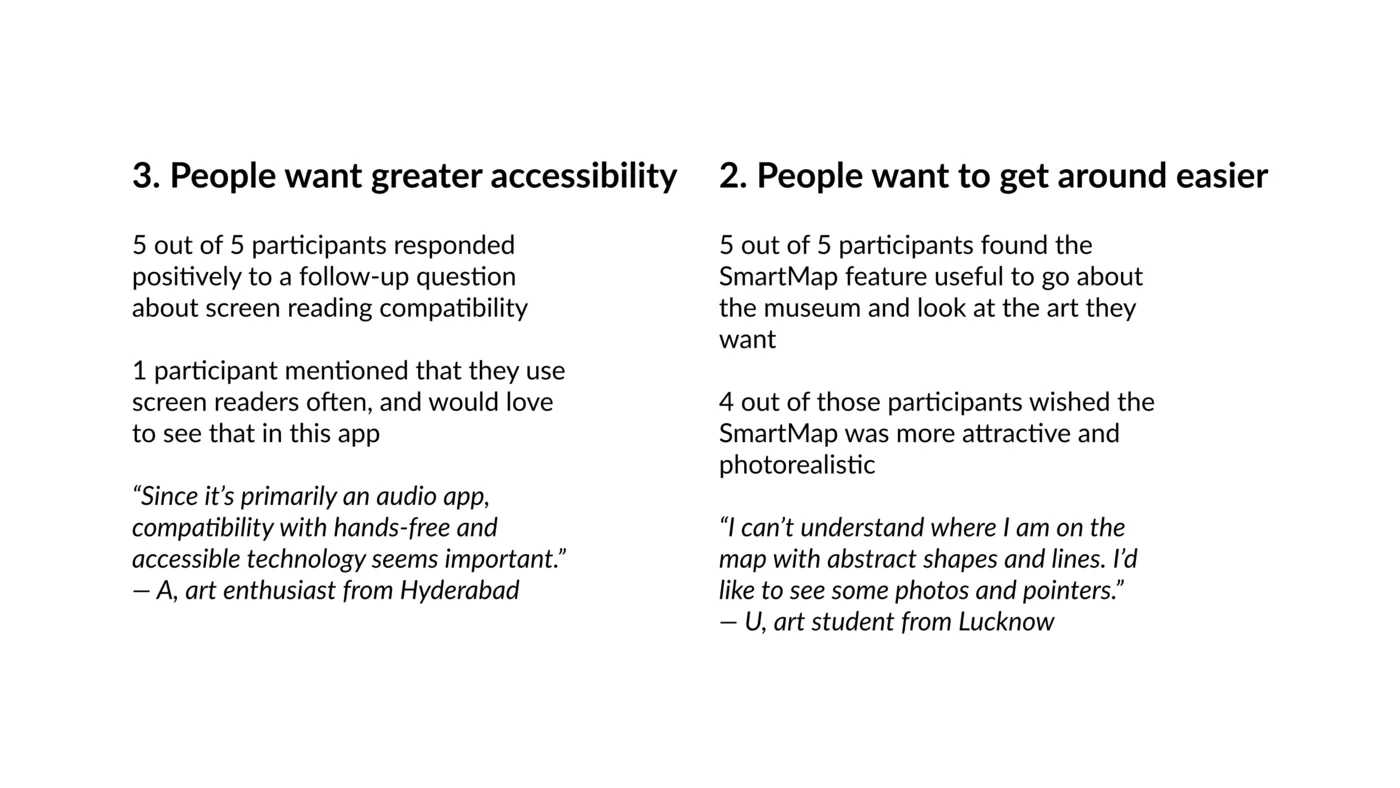 3. People want greater accessibility
5 out of 5 participants responded
positively to a follow-up question
about screen reading compatibility
1 participant mentioned that they use
screen readers often, and would love
to see that in this app
“Since it’s primarily an audio app,
compatibility with hands-free and
accessible technology seems important.”
— A, art enthusiast from Hyderabad
2. People want to get around easier
5 out of 5 participants found the
SmartMap feature useful to go about
the museum and look at the art they
want
4 out of those participants wished the
SmartMap was more attractive and
photorealistic
“I can’t understand where I am on the
map with abstract shapes and lines. I’d
like to see some photos and pointers.”
— U, art student from Lucknow